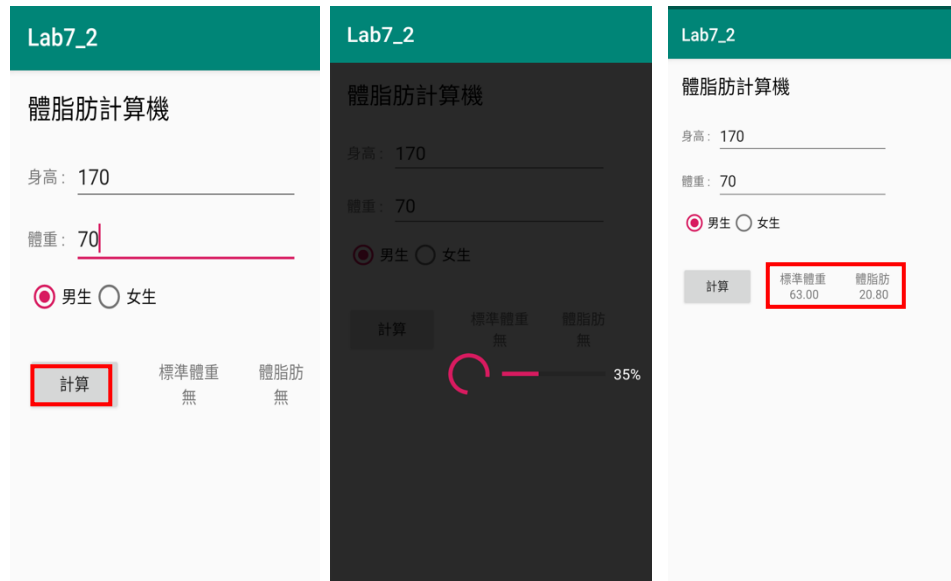 Lab7_2
體脂肪計算機
身高： 170
體重： 70
男生 女生
計算 標準體重 體脂肪
無 無
Lab7_2
體脂肪計算機
身高： 170
體重： 70
男生 女生
計算 標準體重 體脂肪
無 無
35%
Lab7_2
體脂肪計算機
身高： 170
體重： 70
男生 女生
計算 標準體重 體脂肪
63.00 20.80